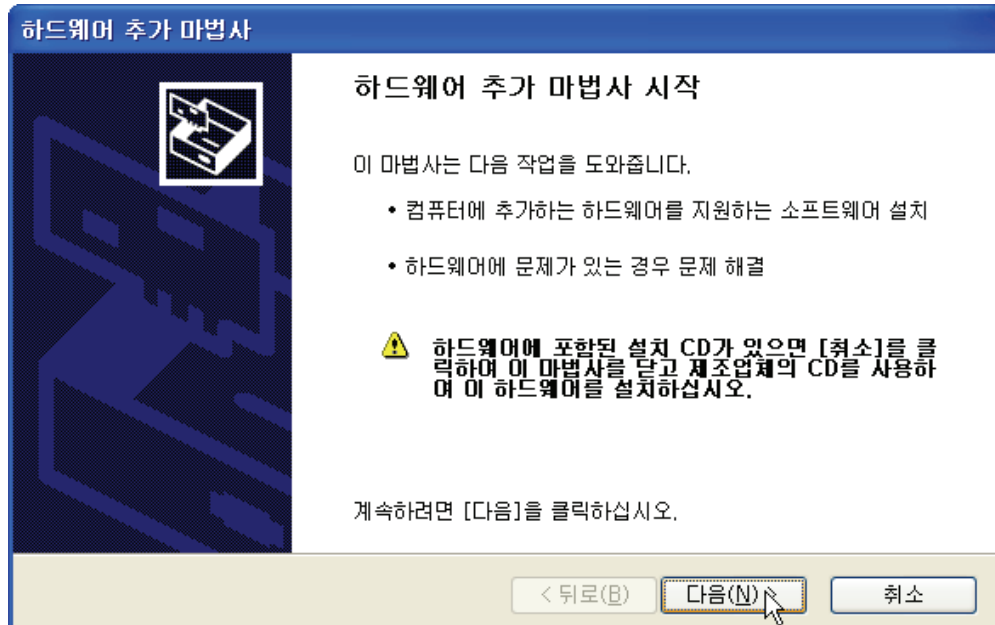 하드웨어 추가 마법사
하드웨어 추가 마법사 시작
이 마법사는 다음 작업을 도와줍니다.
• 컴퓨터에 추가하는 하드웨어를 지원하는 소프트웨어 설치
• 하드웨어에 문제가 있는 경우 문제 해결
하드웨어에 포함된 설치 CD가 있으면 [취소]를 클
릭하여 이 마법사를 닫고 제조업체의 CD를 사용하
여 이 하드웨어를 설치하십시오.
계속하려면 [다음]을 클릭하십시오.
< 뒤로(B) 다음(N) > 취소